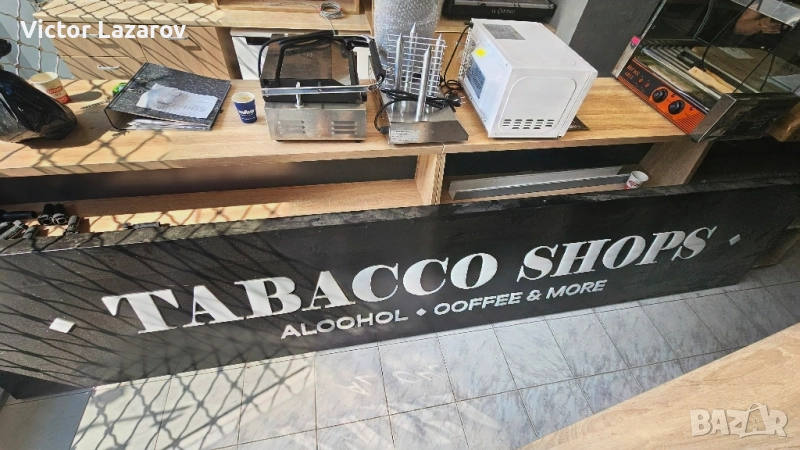 Victor Lazarov
TABACCO SHOPS
ALOOHOL • OOFFEE & MORE
BAZAR